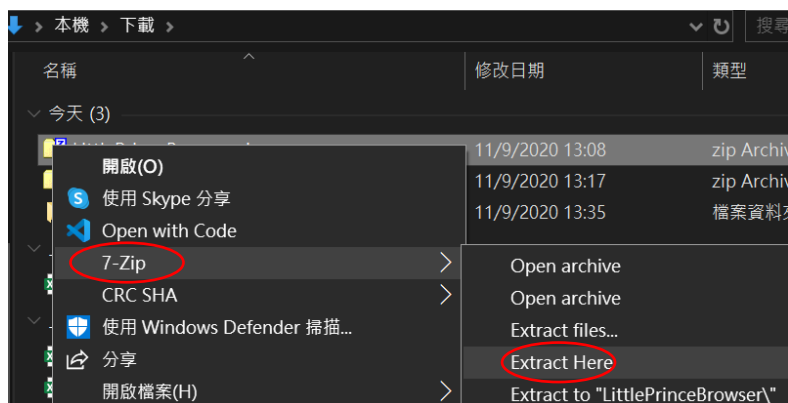 本機 下載
搜尋
名稱 修改日期 類型
今天 (3)
11/9/2020 13:08 zip Archiv
開啟(O)
11/9/2020 13:17 zip Archiv
使用 Skype 分享
11/9/2020 13:35 檔案資料夾
Open with Code
7-Zip
Open archive
CRC SHA
Open archive
使用 Windows Defender 掃描...
Extract files...
分享
Extract Here
開啟檔案(H)
Extract to "LittlePrinceBrowser\"